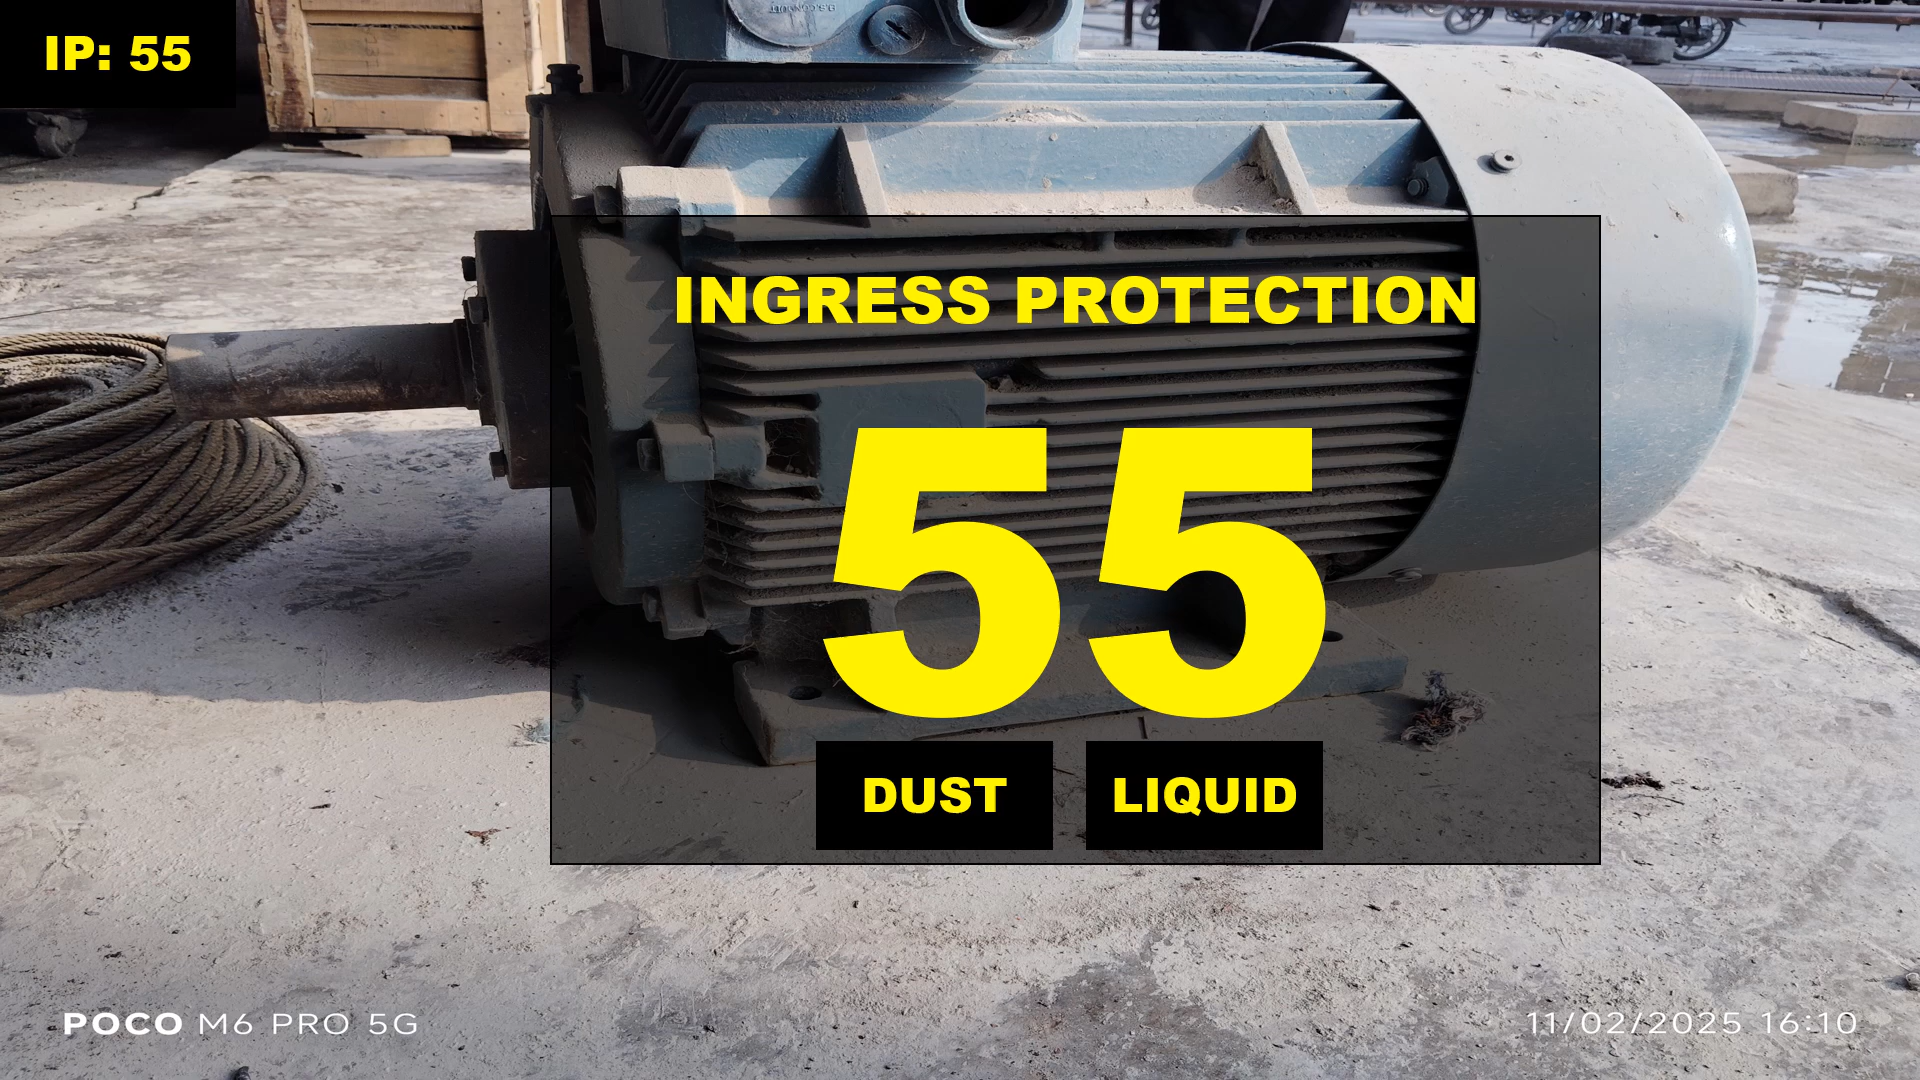 IP: 55
INGRESS PROTECTION
55
DUST LIQUID
POCO M6 PRO 5G
11/02/2025 16:10